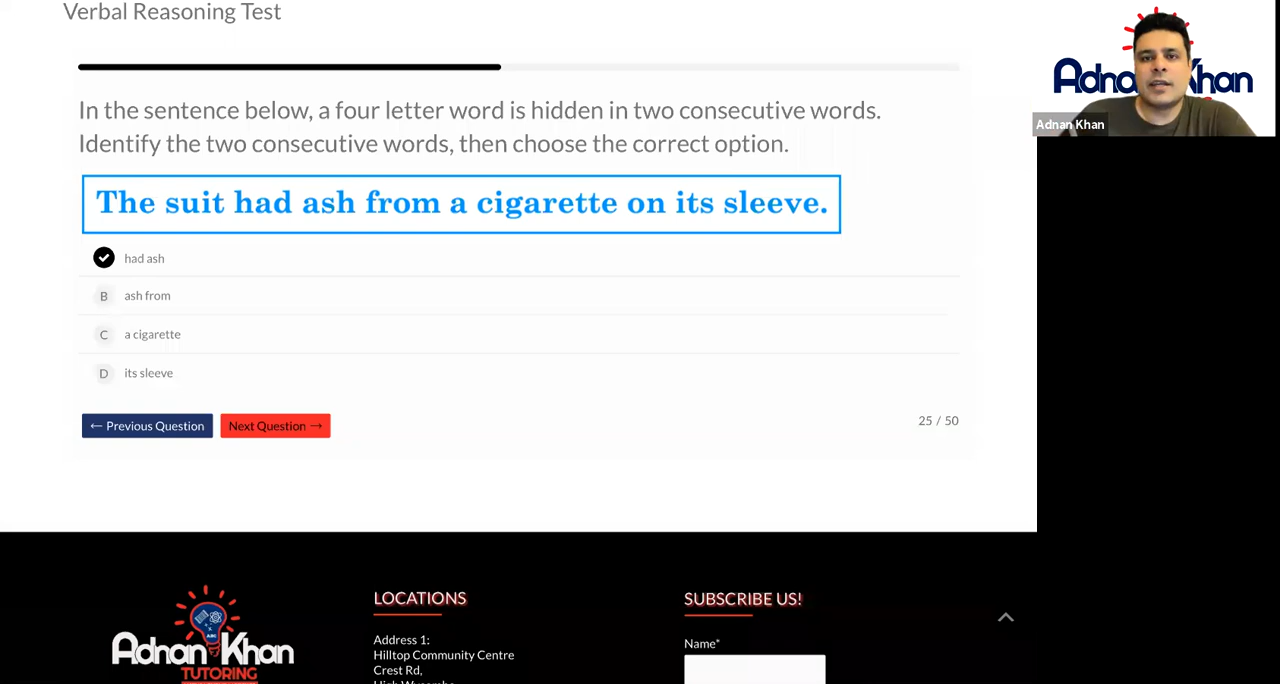 Verbal Reasoning Test
In the sentence below, a four letter word is hidden in two consecutive words.
Identify the two consecutive words, then choose the correct option.
The suit had ash from a cigarette on its sleeve.
had ash
B ash from
C a cigarette
D its sleeve
← Previous Question
Next Question →
25 / 50
Adnan Khan
Adnan Khan
TUTORING
LOCATIONS
Address 1:
Hilltop Community Centre
Crest Rd,
High Wycombe
SUBSCRIBE US!
Name*